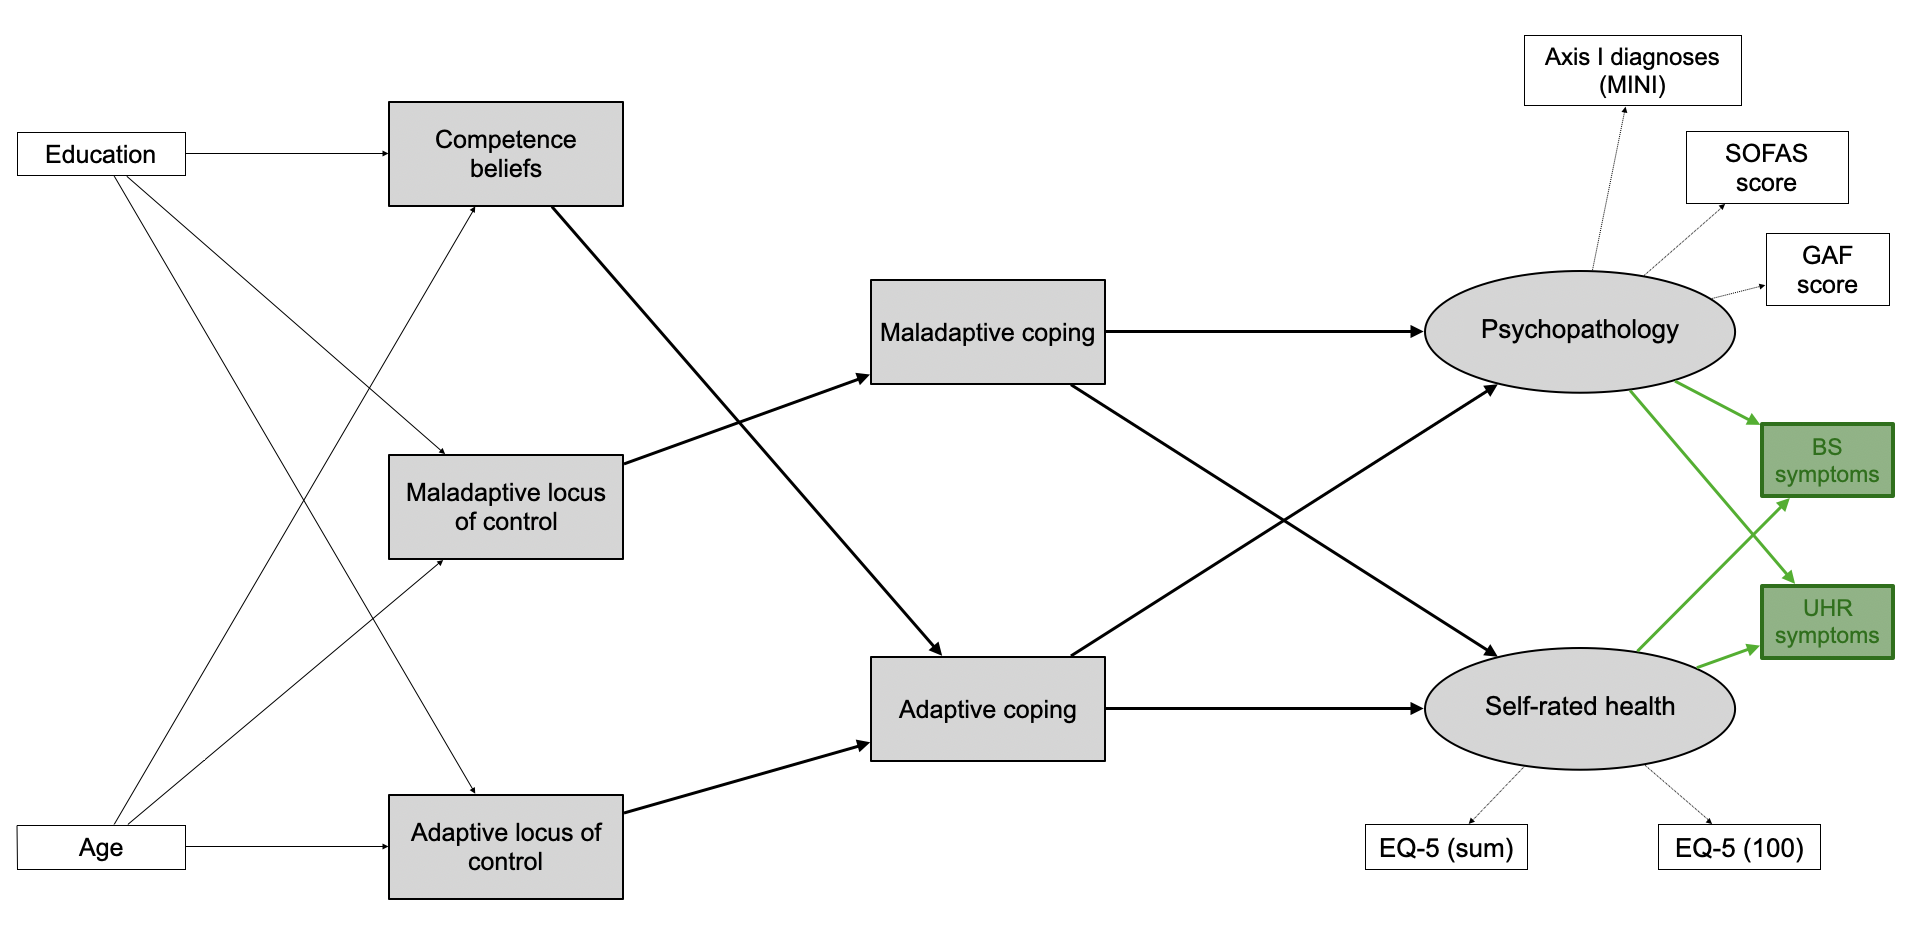 Axis I diagnoses
(MINI)
SOFAS
score
GAF
score
Education
Competence
beliefs
Maladaptive coping
Psychopathology
BS
symptoms
Maladaptive locus
of control
UHR
symptoms
Adaptive coping
Self-rated health
Age
Adaptive locus of
control
EQ-5 (sum)
EQ-5 (100)